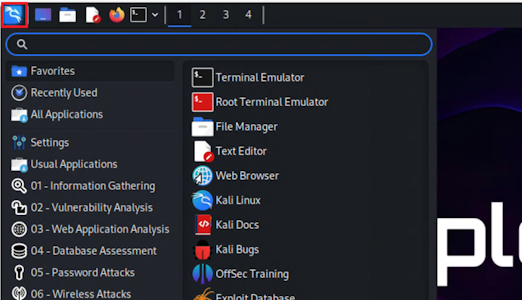 1 2 3 4
Favorites
Recently Used
All Applications
Settings
Usual Applications
01 - Information Gathering
02 - Vulnerability Analysis
03 - Web Application Analysis
04 - Database Assessment
05 - Password Attacks
06 - Wireless Attacks
Terminal Emulator
Root Terminal Emulator
File Manager
Text Editor
Web Browser
Kali Linux
Kali Docs
Kali Bugs
OffSec Training
Exploit Database
ple